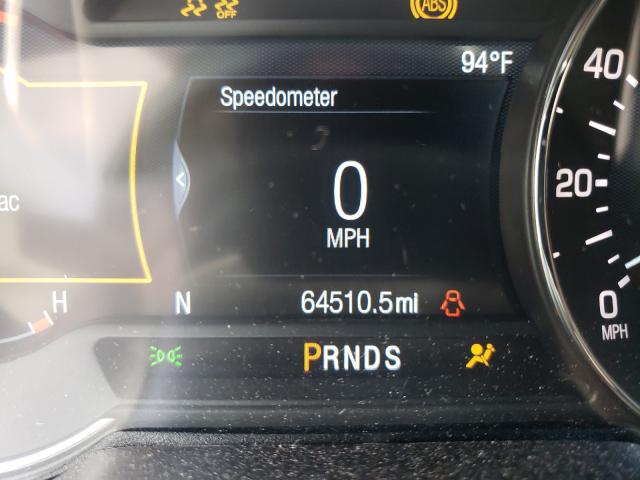 OFF
ABS
94°F
40
Speedometer
20
0
MPH
ac
H
N
64510.5mi
0
MPH
PRNDS